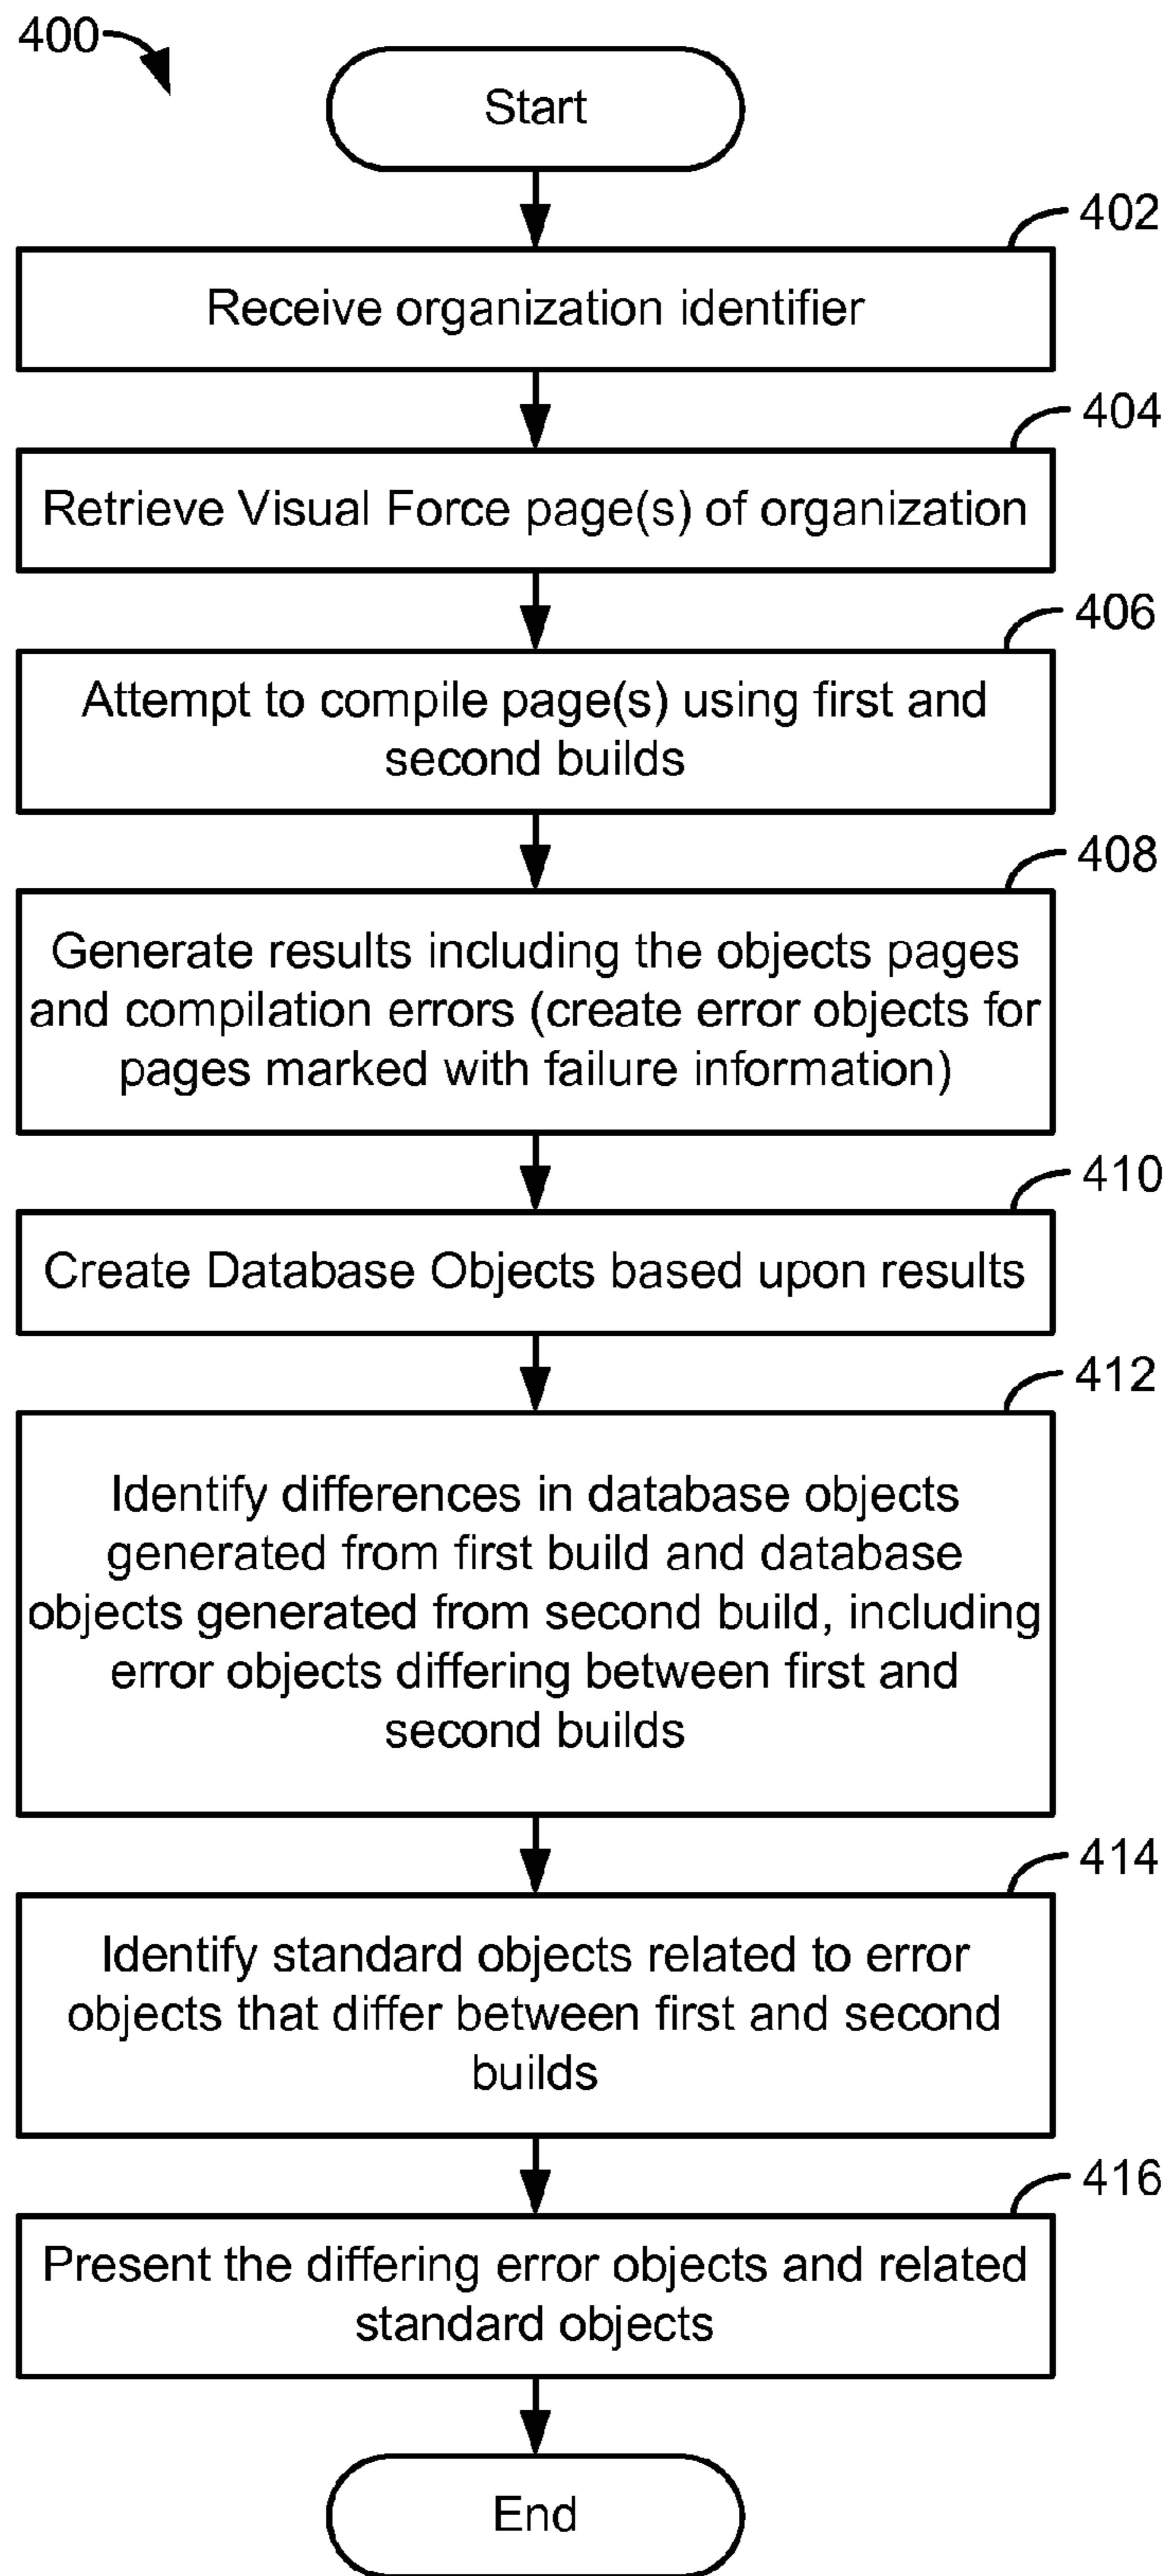 400
Start
402
Receive organization identifier
404
Retrieve Visual Force page(s) of organization
406
Attempt to compile page(s) using first and
second builds
408
Generate results including the objects pages
and compilation errors (create error objects for
pages marked with failure information)
410
Create Database Objects based upon results
412
Identify differences in database objects
generated from first build and database
objects generated from second build, including
error objects differing between first and
second builds
414
Identify standard objects related to error
objects that differ between first and second
builds
416
Present the differing error objects and related
standard objects
End